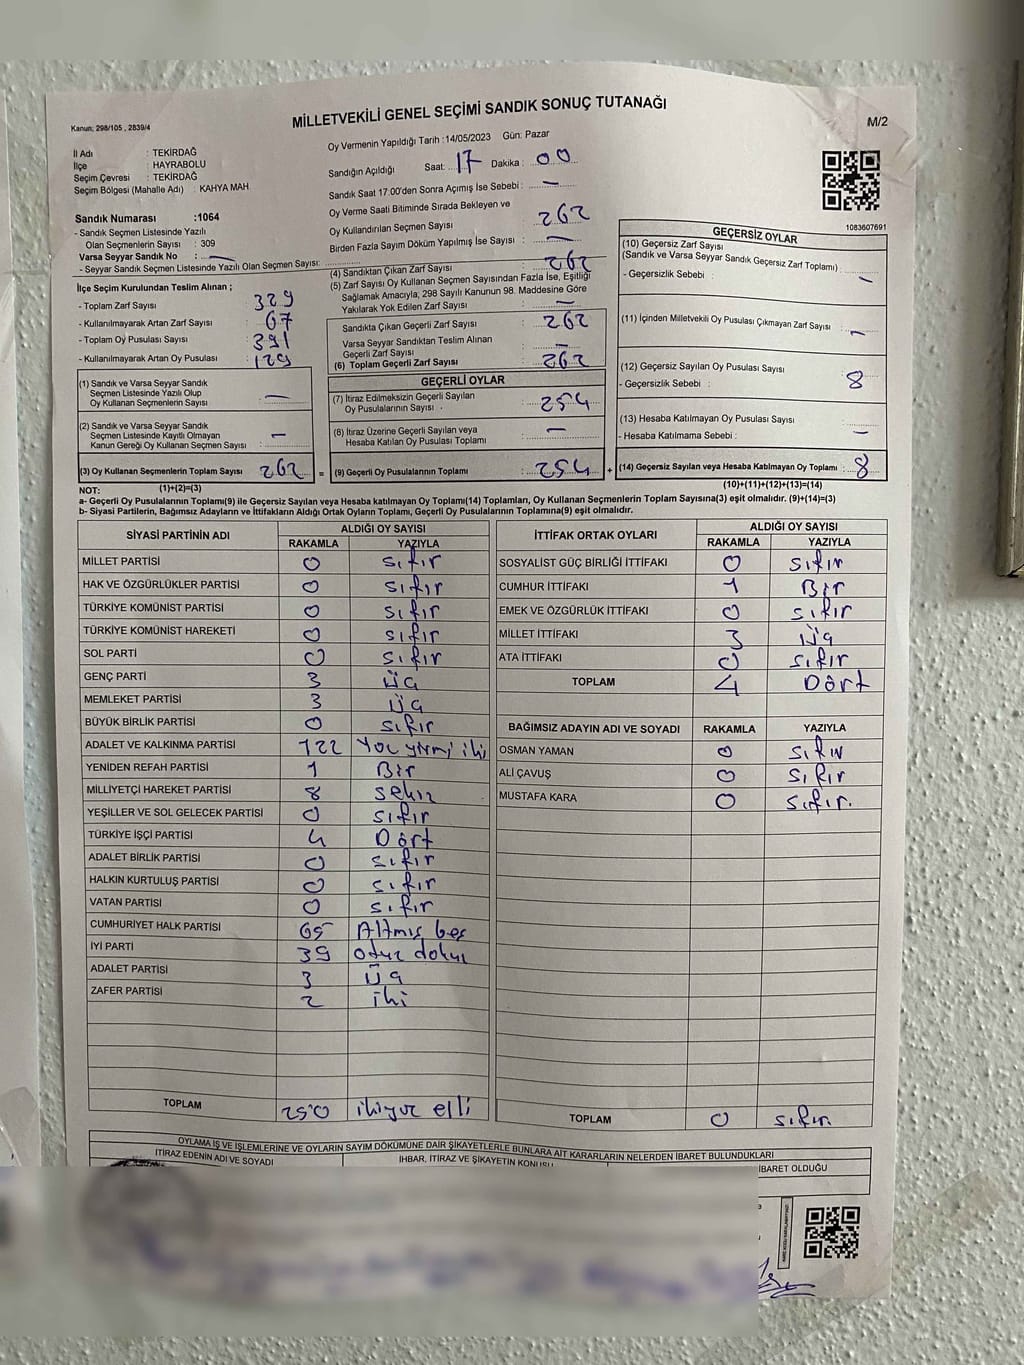 MİLLETVEKİLİ GENEL SEÇİMİ SANDIK SONUÇ TUTANAĞI
Kanun; 298/105 , 2839/4
M/2
İl Adı : TEKİRDAĞ
İlçe : HAYRABOLU
Seçim Çevresi : TEKİRDAĞ
Seçim Bölgesi (Mahalle Adı) : KAHYA MAH
Sandık Numarası :1064
- Sandık Seçmen Listesinde Yazılı
Olan Seçmenlerin Sayısı : 309
Varsa Seyyar Sandık No : —
- Seyyar Sandık Seçmen Listesinde Yazılı Olan Seçmen Sayısı:
Oy Vermenin Yapıldığı Tarih : 14/05/2023 Gün: Pazar
Sandığın Açıldığı Saat: 17 Dakika : 00
Sandık Saat 17.00'den Sonra Açımış İse Sebebi : —
Oy Verme Saati Bitiminde Sırada Bekleyen ve
Oy Kullandırılan Seçmen Sayısı : 262
Birden Fazla Sayım Döküm Yapılmış İse Sayısı : —
1083607691
İlçe Seçim Kurulundan Teslim Alınan ;
- Toplam Zarf Sayısı : 329
- Kullanılmayarak Artan Zarf Sayısı : 67
- Toplam Oy Pusulası Sayısı : 391
- Kullanılmayarak Artan Oy Pusulası : 129
(1) Sandık ve Varsa Seyyar Sandık
Seçmen Listesinde Yazılı Olup
Oy Kullanan Seçmenlerin Sayısı : —
(2) Sandık ve Varsa Seyyar Sandık
Seçmen Listesinde Kayıtlı Olmayan
Kanun Gereği Oy Kullanan Seçmen Sayısı : —
(3) Oy Kullanan Seçmenlerin Toplam Sayısı : 262
(1)+(2)=(3)
(4) Sandıktan Çıkan Zarf Sayısı : 262
(5) Zarf Sayısı Oy Kullanan Seçmen Sayısından Fazla İse, Eşitliği
Sağlamak Amacıyla, 298 Sayılı Kanunun 98. Maddesine Göre
Yakılarak Yok Edilen Zarf Sayısı : —
Sandıkta Çıkan Geçerli Zarf Sayısı : 262
Varsa Seyyar Sandıktan Teslim Alınan
Geçerli Zarf Sayısı : —
(6) Toplam Geçerli Zarf Sayısı : 262
GEÇERLİ OYLAR
(7) İtiraz Edilmeksizin Geçerli Sayılan
Oy Pusulalarının Sayısı . : 254
(8) İtiraz Üzerine Geçerli Sayılan veya
Hesaba Katılan Oy Pusulası Toplamı : —
= (9) Geçerli Oy Pusulalarının Toplamı : 254 +
GEÇERSİZ OYLAR
(10) Geçersiz Zarf Sayısı
(Sandık ve Varsa Seyyar Sandık Geçersiz Zarf Toplamı) :
- Geçersizlik Sebebi : —
(11) İçinden Milletvekili Oy Pusulası Çıkmayan Zarf Sayısı : —
(12) Geçersiz Sayılan Oy Pusulası Sayısı : 8
- Geçersizlik Sebebi :
(13) Hesaba Katılmayan Oy Pusulası Sayısı : —
- Hesaba Katılmama Sebebi :
(14) Geçersiz Sayılan veya Hesaba Katılmayan Oy Toplamı : 8
(10)+(11)+(12)+(13)=(14)
NOT:
a- Geçerli Oy Pusulalarının Toplamı(9) ile Geçersiz Sayılan veya Hesaba katılmayan Oy Toplamı(14) Toplamları, Oy Kullanan Seçmenlerin Toplam Sayısına(3) eşit olmalıdır. (9)+(14)=(3)
b- Siyasi Partilerin, Bağımsız Adayların ve İttifakların Aldığı Ortak Oyların Toplamı, Geçerli Oy Pusulalarının Toplamına(9) eşit olmalıdır.
SİYASİ PARTİNİN ADI ALDIĞI OY SAYISI
RAKAMLA YAZIYLA
MİLLET PARTİSİ 0 sıfır
HAK VE ÖZGÜRLÜKLER PARTİSİ 0 sıfır
TÜRKİYE KOMÜNİST PARTİSİ 0 sıfır
TÜRKİYE KOMÜNİST HAREKETİ 0 sıfır
SOL PARTİ 0 sıfır
GENÇ PARTİ 3 üç
MEMLEKET PARTİSİ 3 üç
BÜYÜK BİRLİK PARTİSİ 0 sıfır
ADALET VE KALKINMA PARTİSİ 122 Yüz yirmi iki
YENİDEN REFAH PARTİSİ 1 Bir
MİLLİYETÇİ HAREKET PARTİSİ 8 sekiz
YEŞİLLER VE SOL GELECEK PARTİSİ 0 sıfır
TÜRKİYE İŞÇİ PARTİSİ 4 Dört
ADALET BİRLİK PARTİSİ 0 sıfır
HALKIN KURTULUŞ PARTİSİ 0 sıfır
VATAN PARTİSİ 0 sıfır
CUMHURİYET HALK PARTİSİ 65 Altmış beş
İYİ PARTİ 39 otuz dokuz
ADALET PARTİSİ 3 üç
ZAFER PARTİSİ 2 iki
TOPLAM 250 ikiyüz elli
İTTİFAK ORTAK OYLARI ALDIĞI OY SAYISI
RAKAMLA YAZIYLA
SOSYALİST GÜÇ BİRLİĞİ İTTİFAKI 0 sıfır
CUMHUR İTTİFAKI 1 Bir
EMEK VE ÖZGÜRLÜK İTTİFAKI 0 sıfır
MİLLET İTTİFAKI 3 üç
ATA İTTİFAKI 0 sıfır
TOPLAM 4 Dört
BAĞIMSIZ ADAYIN ADI VE SOYADI RAKAMLA YAZIYLA
OSMAN YAMAN 0 sıfır
ALİ ÇAVUŞ 0 sıfır
MUSTAFA KARA 0 sıfır.
TOPLAM 0 sıfır.
OYLAMA İŞ VE İŞLEMLERİNE VE OYLARIN SAYIM DÖKÜMÜNE DAİR ŞİKAYETLERLE BUNLARA AİT KARARLARIN NELERDEN İBARET BULUNDUKLARI
İTİRAZ EDENİN ADI VE SOYADI İHBAR, İTİRAZ VE ŞİKAYETİN KONUSU İBARET OLDUĞU